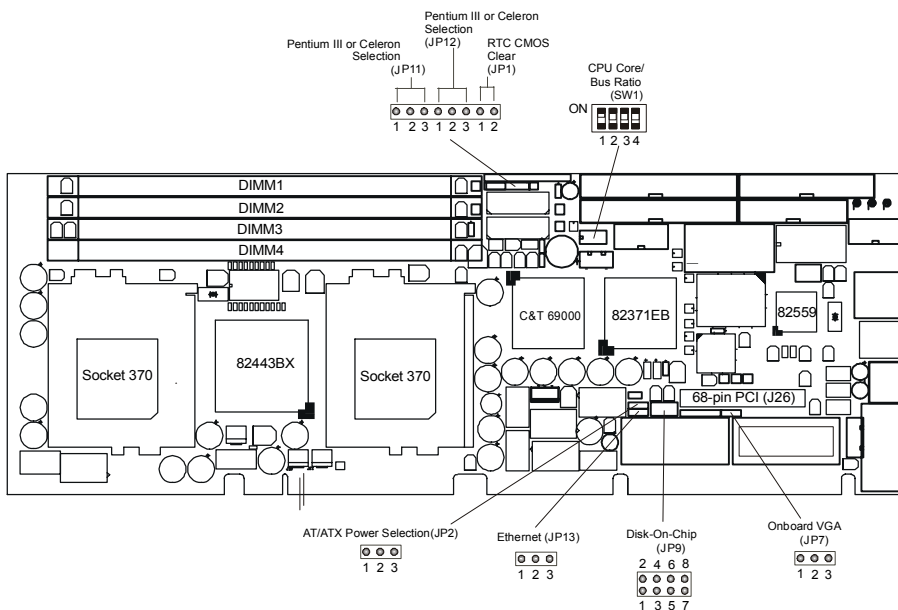 Pentium III or Celeron
Selection
(JP12)
Pentium III or Celeron
Selection
(JP11)
RTC CMOS
Clear
(JP1)
1 2 3 1 2 3 1 2
CPU Core/
Bus Ratio
(SW1)
ON
1 2 3 4
DIMM1
DIMM2
DIMM3
DIMM4
C&T 69000
82371EB
82559
Socket 370
82443BX
Socket 370
68-pin PCI (J26)
AT/ATX Power Selection(JP2)
1 2 3
Ethernet (JP13)
1 2 3
Disk-On-Chip
(JP9)
2 4 6 8
1 3 5 7
Onboard VGA
(JP7)
1 2 3